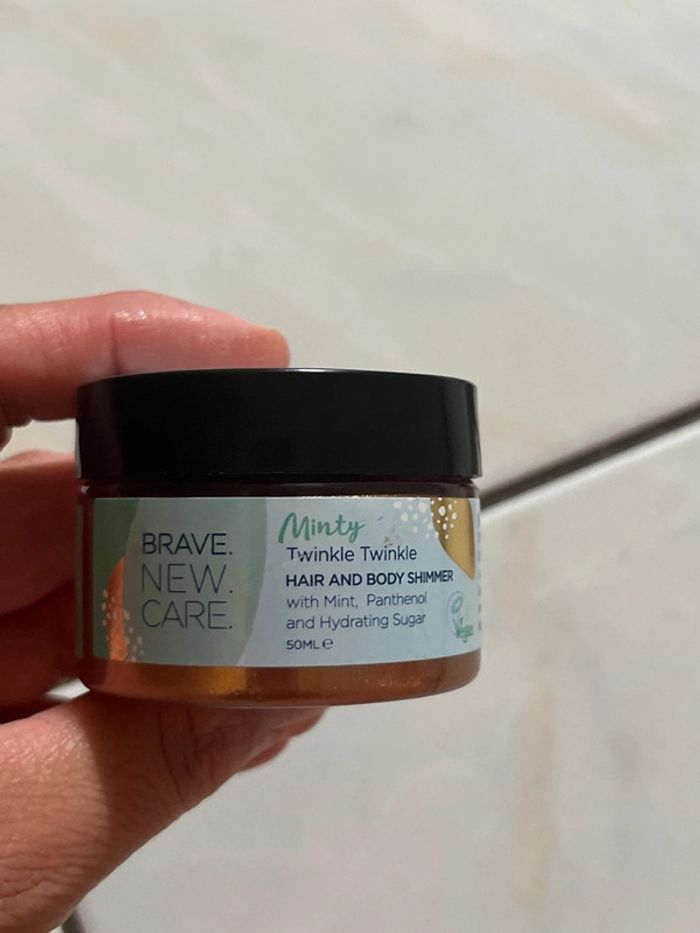 BRAVE.
NEW.
CARE.
Minty
Twinkle Twinkle
HAIR AND BODY SHIMMER
with Mint, Panthenol
and Hydrating Sugar
50ML ℮
Vegan